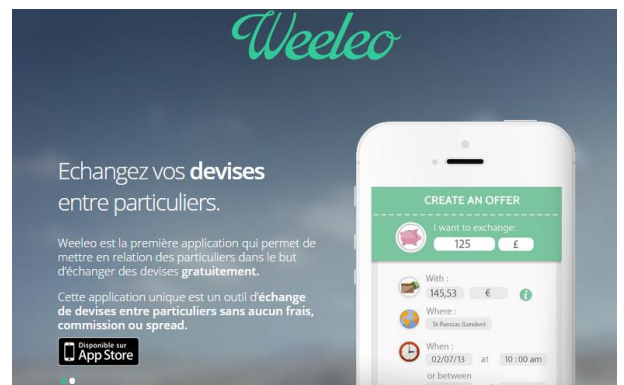 Weeleo
Echangez vos devises
entre particuliers.
Weeleo est la première application qui permet de
mettre en relation des particuliers dans le but
d'échanger des devises gratuitement.
Cette application unique est un outil d'échange
de devises entre particuliers sans aucun frais,
commission ou spread.
Disponible sur
App Store
CREATE AN OFFER
I want to exchange:
125 £
With :
145,53 € i
Where :
St-Pancras (London)
When :
02/07/13 at 10:00 am
or between